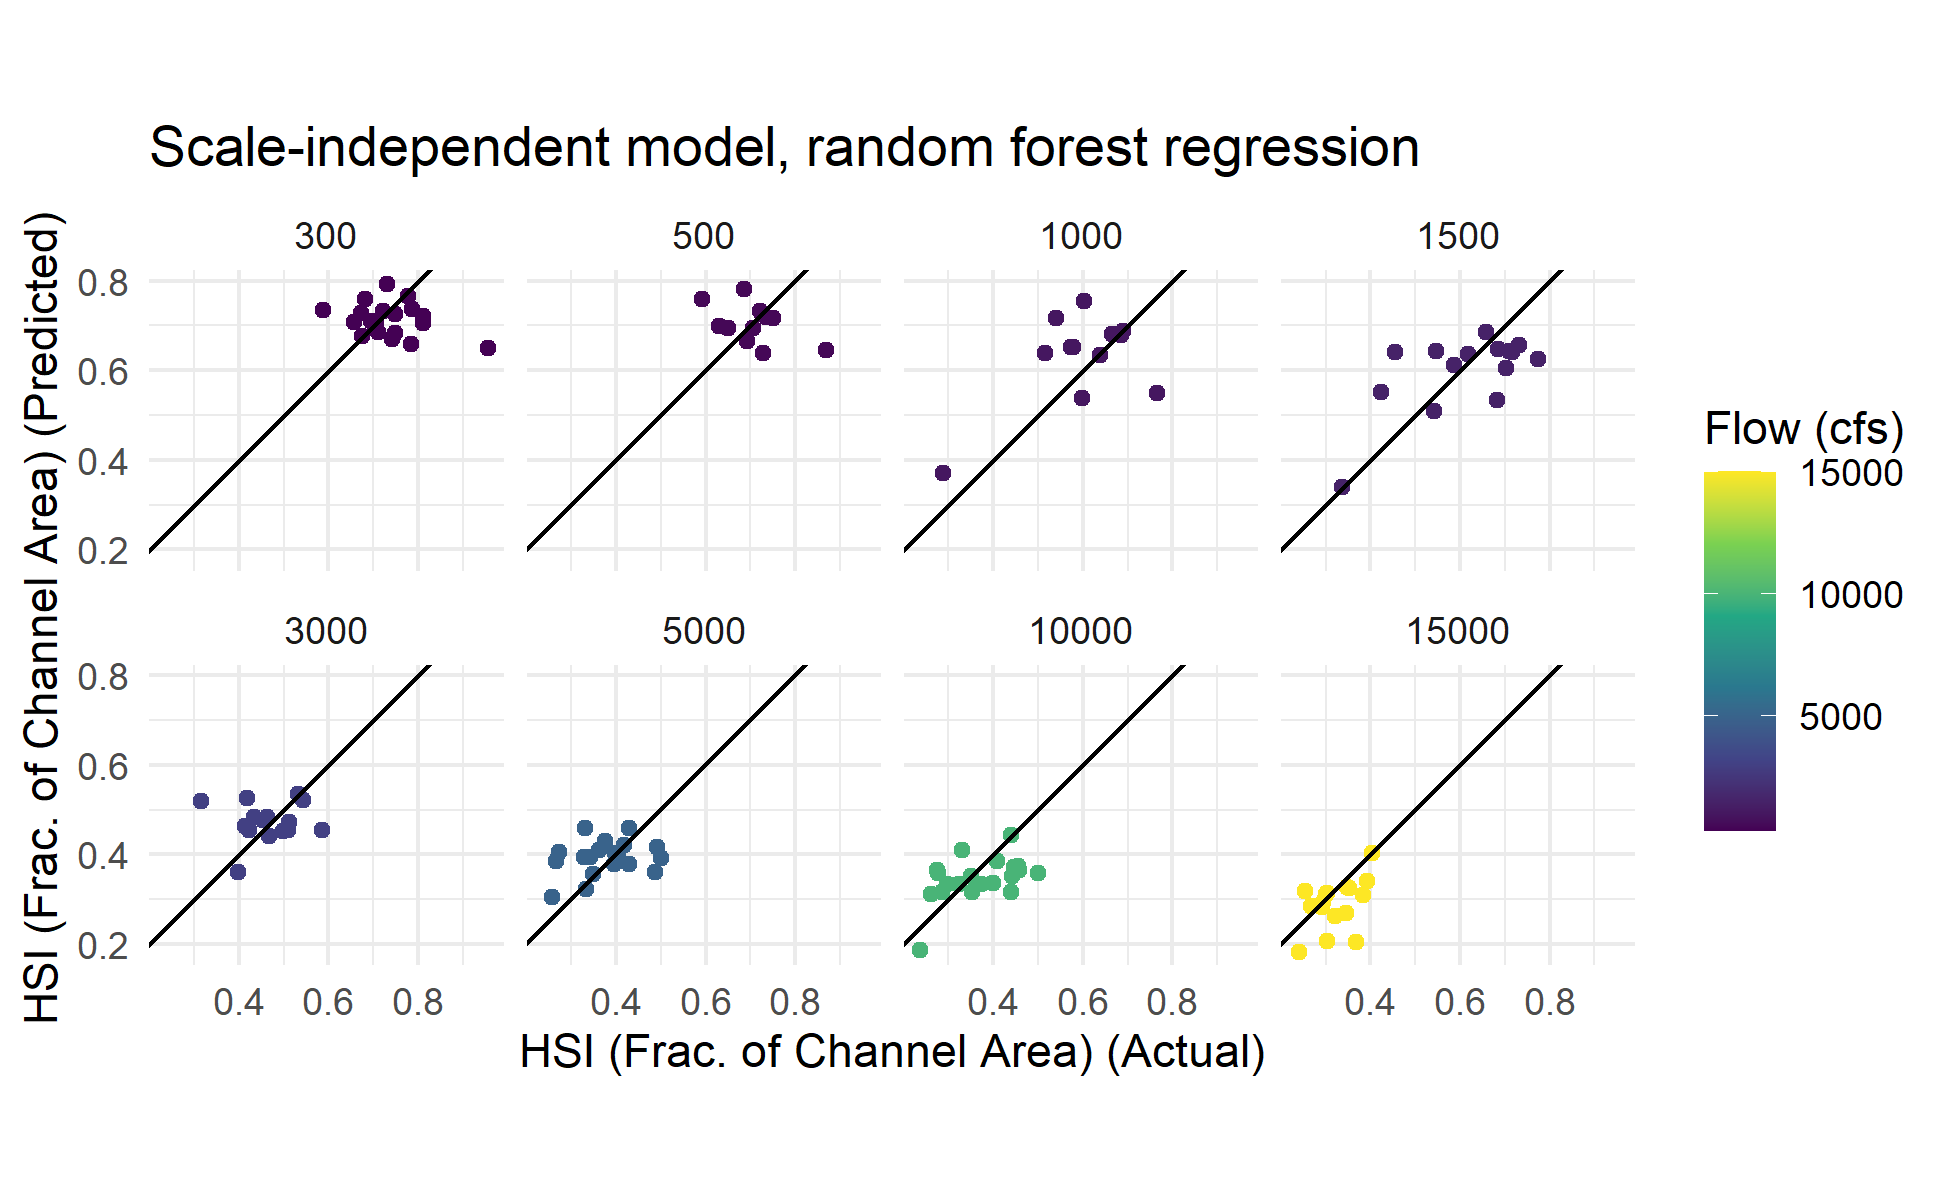 Scale-independent model, random forest regression
HSI (Frac. of Channel Area) (Predicted)
300 500 1000 1500
0.8
0.6
0.4
0.2
3000 5000 10000 15000
0.8
0.6
0.4
0.2
0.4 0.6 0.8 0.4 0.6 0.8 0.4 0.6 0.8 0.4 0.6 0.8
HSI (Frac. of Channel Area) (Actual)
Flow (cfs)
15000
10000
5000